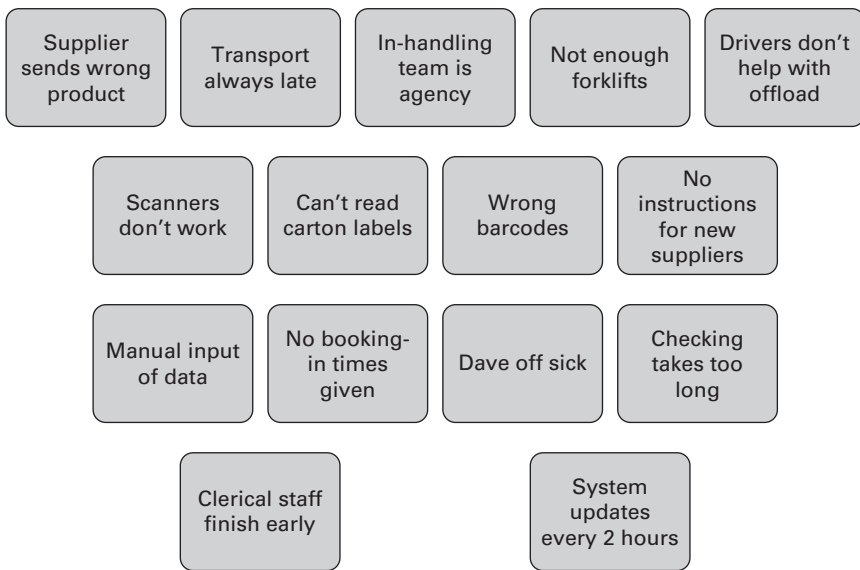 Supplier
sends wrong
product
Transport
always late
In-handling
team is
agency
Not enough
forklifts
Drivers don’t
help with
offload
Scanners
don’t work
Can’t read
carton labels
Wrong
barcodes
No
instructions
for new
suppliers
Manual input
of data
No booking-
in times
given
Dave off sick
Checking
takes too
long
Clerical staff
finish early
System
updates
every 2 hours